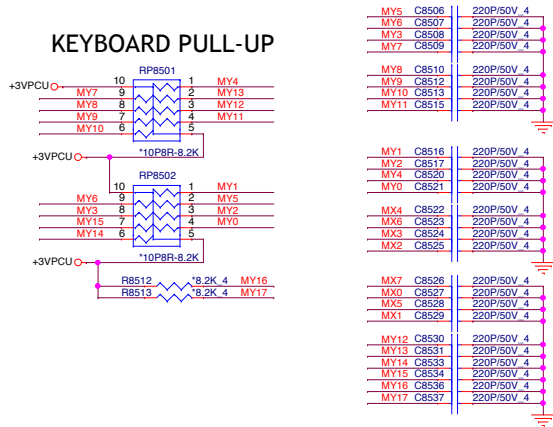 KEYBOARD PULL-UP
RP8501
+3VPCU 10 1 MY4
MY7 9 2 MY13
MY8 8 3 MY12
MY9 7 4 MY11
MY10 6 5
+3VPCU *10P8R-8.2K
RP8502
10 1 MY1
MY6 9 2 MY5
MY3 8 3 MY2
MY15 7 4 MY0
MY14 6 5
+3VPCU *10P8R-8.2K
R8512 *8.2K_4 MY16
R8513 *8.2K_4 MY17
MY5 C8506 220P/50V_4
MY6 C8507 220P/50V_4
MY3 C8508 220P/50V_4
MY7 C8509 220P/50V_4
MY8 C8510 220P/50V_4
MY9 C8512 220P/50V_4
MY10 C8513 220P/50V_4
MY11 C8515 220P/50V_4
MY1 C8516 220P/50V_4
MY2 C8517 220P/50V_4
MY4 C8520 220P/50V_4
MY0 C8521 220P/50V_4
MX4 C8522 220P/50V_4
MX6 C8523 220P/50V_4
MX3 C8524 220P/50V_4
MX2 C8525 220P/50V_4
MX7 C8526 220P/50V_4
MX0 C8527 220P/50V_4
MX5 C8528 220P/50V_4
MX1 C8529 220P/50V_4
MY12 C8530 220P/50V_4
MY13 C8531 220P/50V_4
MY14 C8533 220P/50V_4
MY15 C8534 220P/50V_4
MY16 C8536 220P/50V_4
MY17 C8537 220P/50V_4